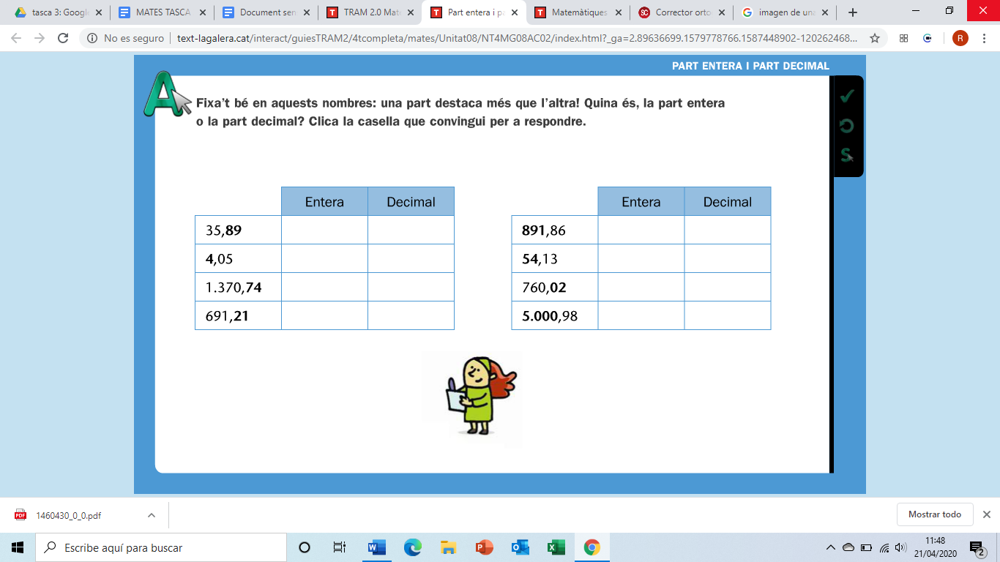 tasca 3: Google
MATES TASCA
Document sen
TRAM 2.0 Mate
Part entera i pa
Matemàtiques
Corrector orto
imagen de una
No es seguro
text-lagalera.cat/interact/guiesTRAM2/4tcompleta/mates/Unitat08/NT4MG08AC02/index.html?_ga=2.89636699.1579778766.1587448902-120262468...
R
PART ENTERA I PART DECIMAL
A
Fixa't bé en aquests nombres: una part destaca més que l'altra! Quina és, la part entera
o la part decimal? Clica la casella que convingui per a respondre.
S
Entera Decimal
35,89
4,05
1.370,74
691,21
Entera Decimal
891,86
54,13
760,02
5.000,98
1460430_0_0.pdf
Mostrar todo
Escribe aquí para buscar
11:48
21/04/2020
2